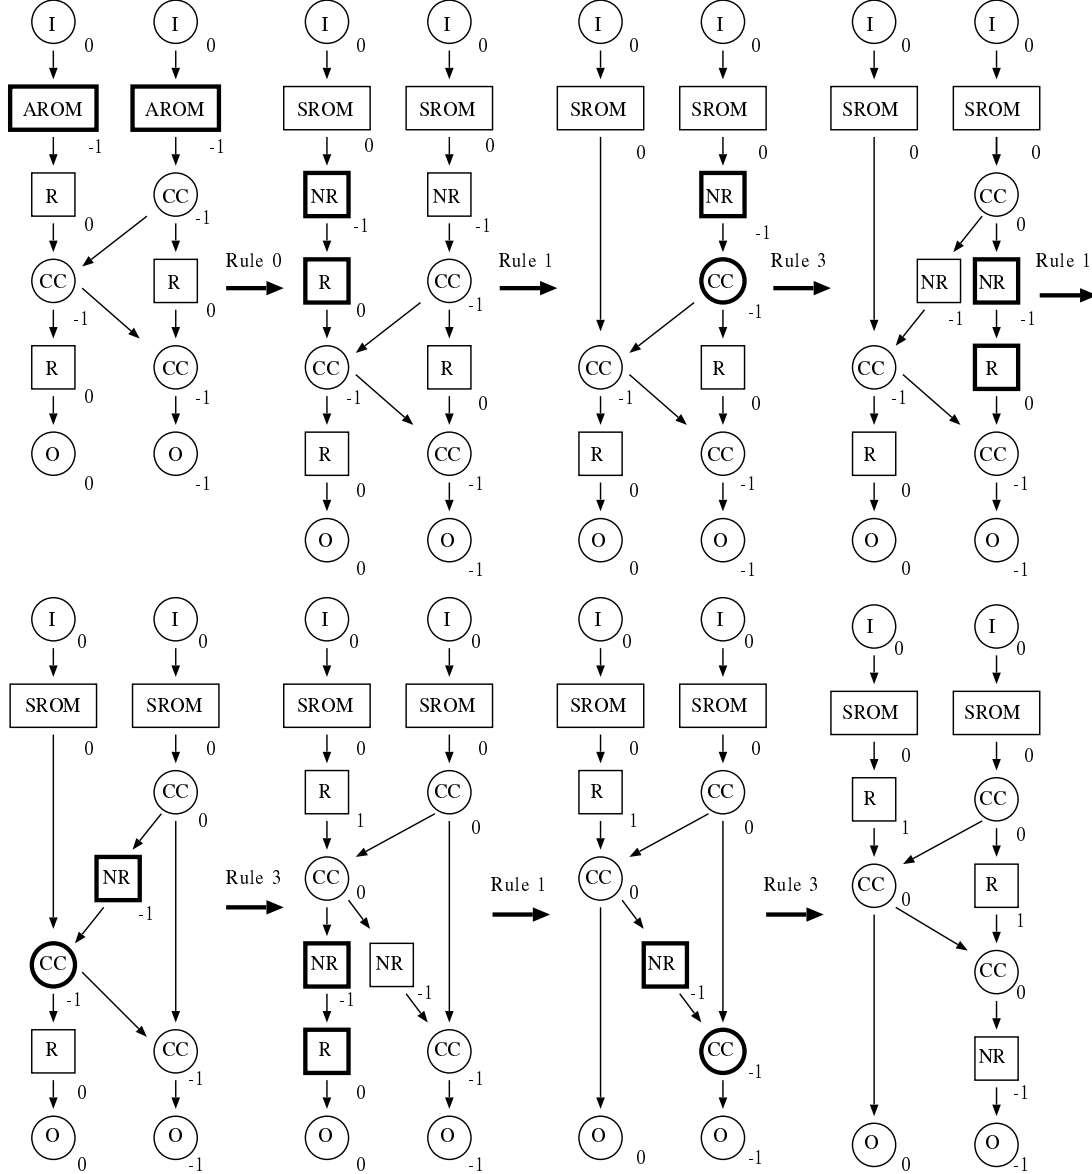 I I I I I I I I
0 0 0 0 0 0 0 0
AROM AROM SROM SROM SROM SROM SROM SROM
-1 -1 0 0 0 0 0 0
R CC NR NR NR CC
0 -1 -1 -1 -1 0
Rule 0 Rule 1 Rule 3 Rule 1
CC R R CC CC NR NR
-1 0 0 -1 -1 -1 -1
R CC CC R CC R CC R
0 -1 -1 0 -1 0 -1 0
O O R CC R CC R CC
0 -1 0 -1 0 -1 0 -1
O O O O O O
0 -1 0 -1 0 -1
I I I I I I I I
0 0 0 0 0 0 0 0
SROM SROM SROM SROM SROM SROM SROM SROM
0 0 0 0 0 0 0 0
CC R CC R CC R CC
0 1 0 1 0 1 0
Rule 3 Rule 1 Rule 3
NR CC CC CC R
-1 0 0 0 1
CC NR NR NR CC
-1 -1 -1 -1 0
R CC R CC CC NR
0 -1 0 -1 -1 -1
O O O O O O O O
0 -1 0 -1 0 -1 0 -1